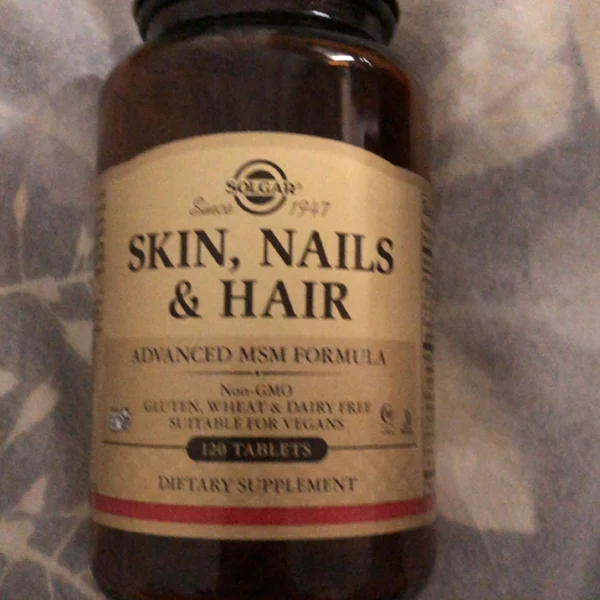 SOLGAR®
Since 1947
SKIN, NAILS
& HAIR
ADVANCED MSM FORMULA
Non-GMO
GLUTEN, WHEAT & DAIRY FREE
SUITABLE FOR VEGANS
120 TABLETS
DIETARY SUPPLEMENT